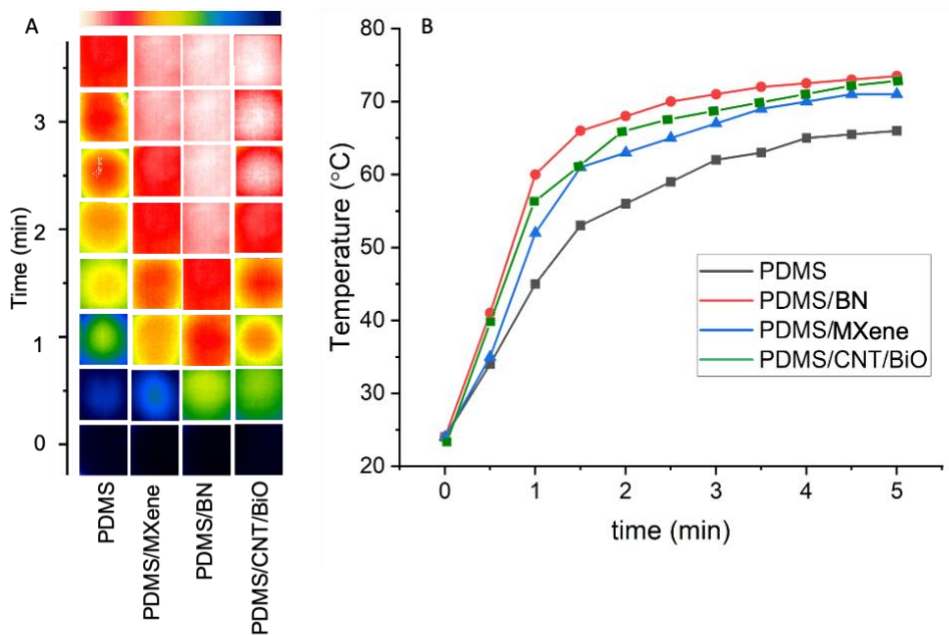 A
Time (min)
3
2
1
0
PDMS
PDMS/MXene
PDMS/BN
PDMS/CNT/BiO
B
Temperature (°C)
80
70
60
50
40
30
20
0
1
2
3
4
5
time (min)
PDMS
PDMS/BN
PDMS/MXene
PDMS/CNT/BiO